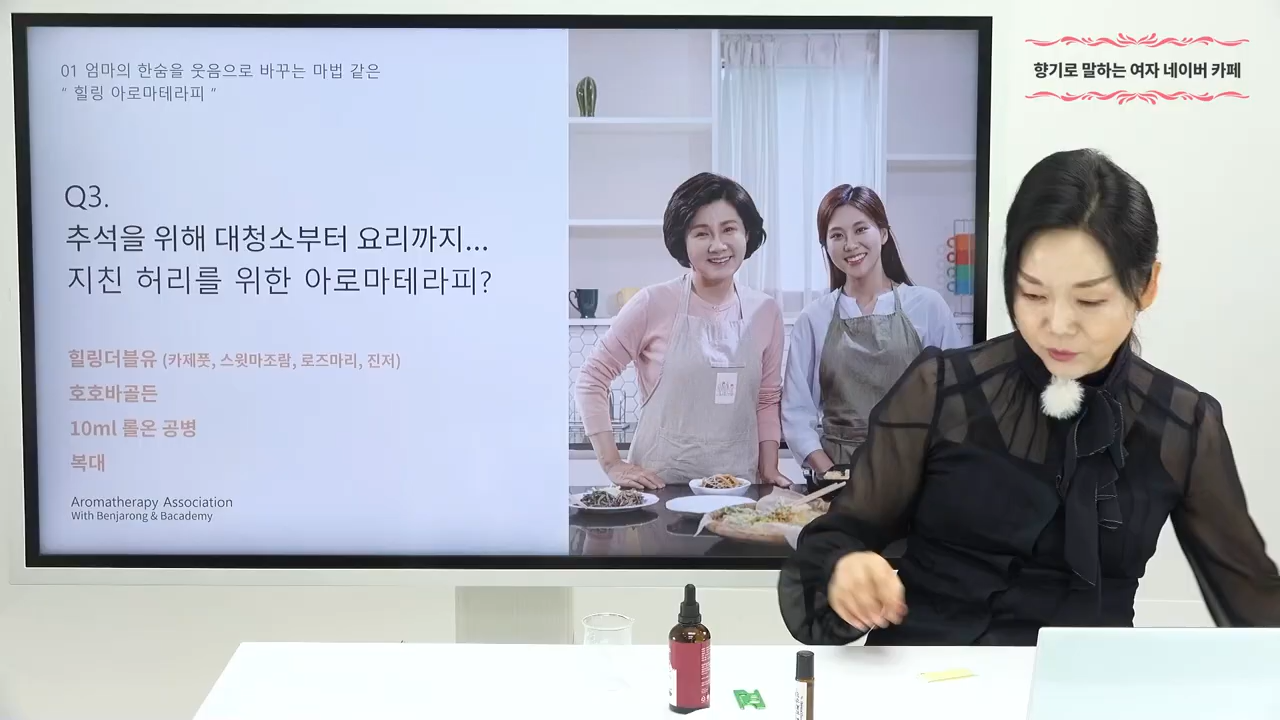 01 엄마의 한숨을 웃음으로 바꾸는 마법 같은
“ 힐링 아로마테라피 ”
향기로 말하는 여자 네이버 카페
Q3.
추석을 위해 대청소부터 요리까지...
지친 허리를 위한 아로마테라피?
힐링더블유 (카제풋, 스윗마조람, 로즈마리, 진저)
호호바골든
10ml 롤온 공병
복대
Aromatherapy Association
With Benjarong & Bacademy